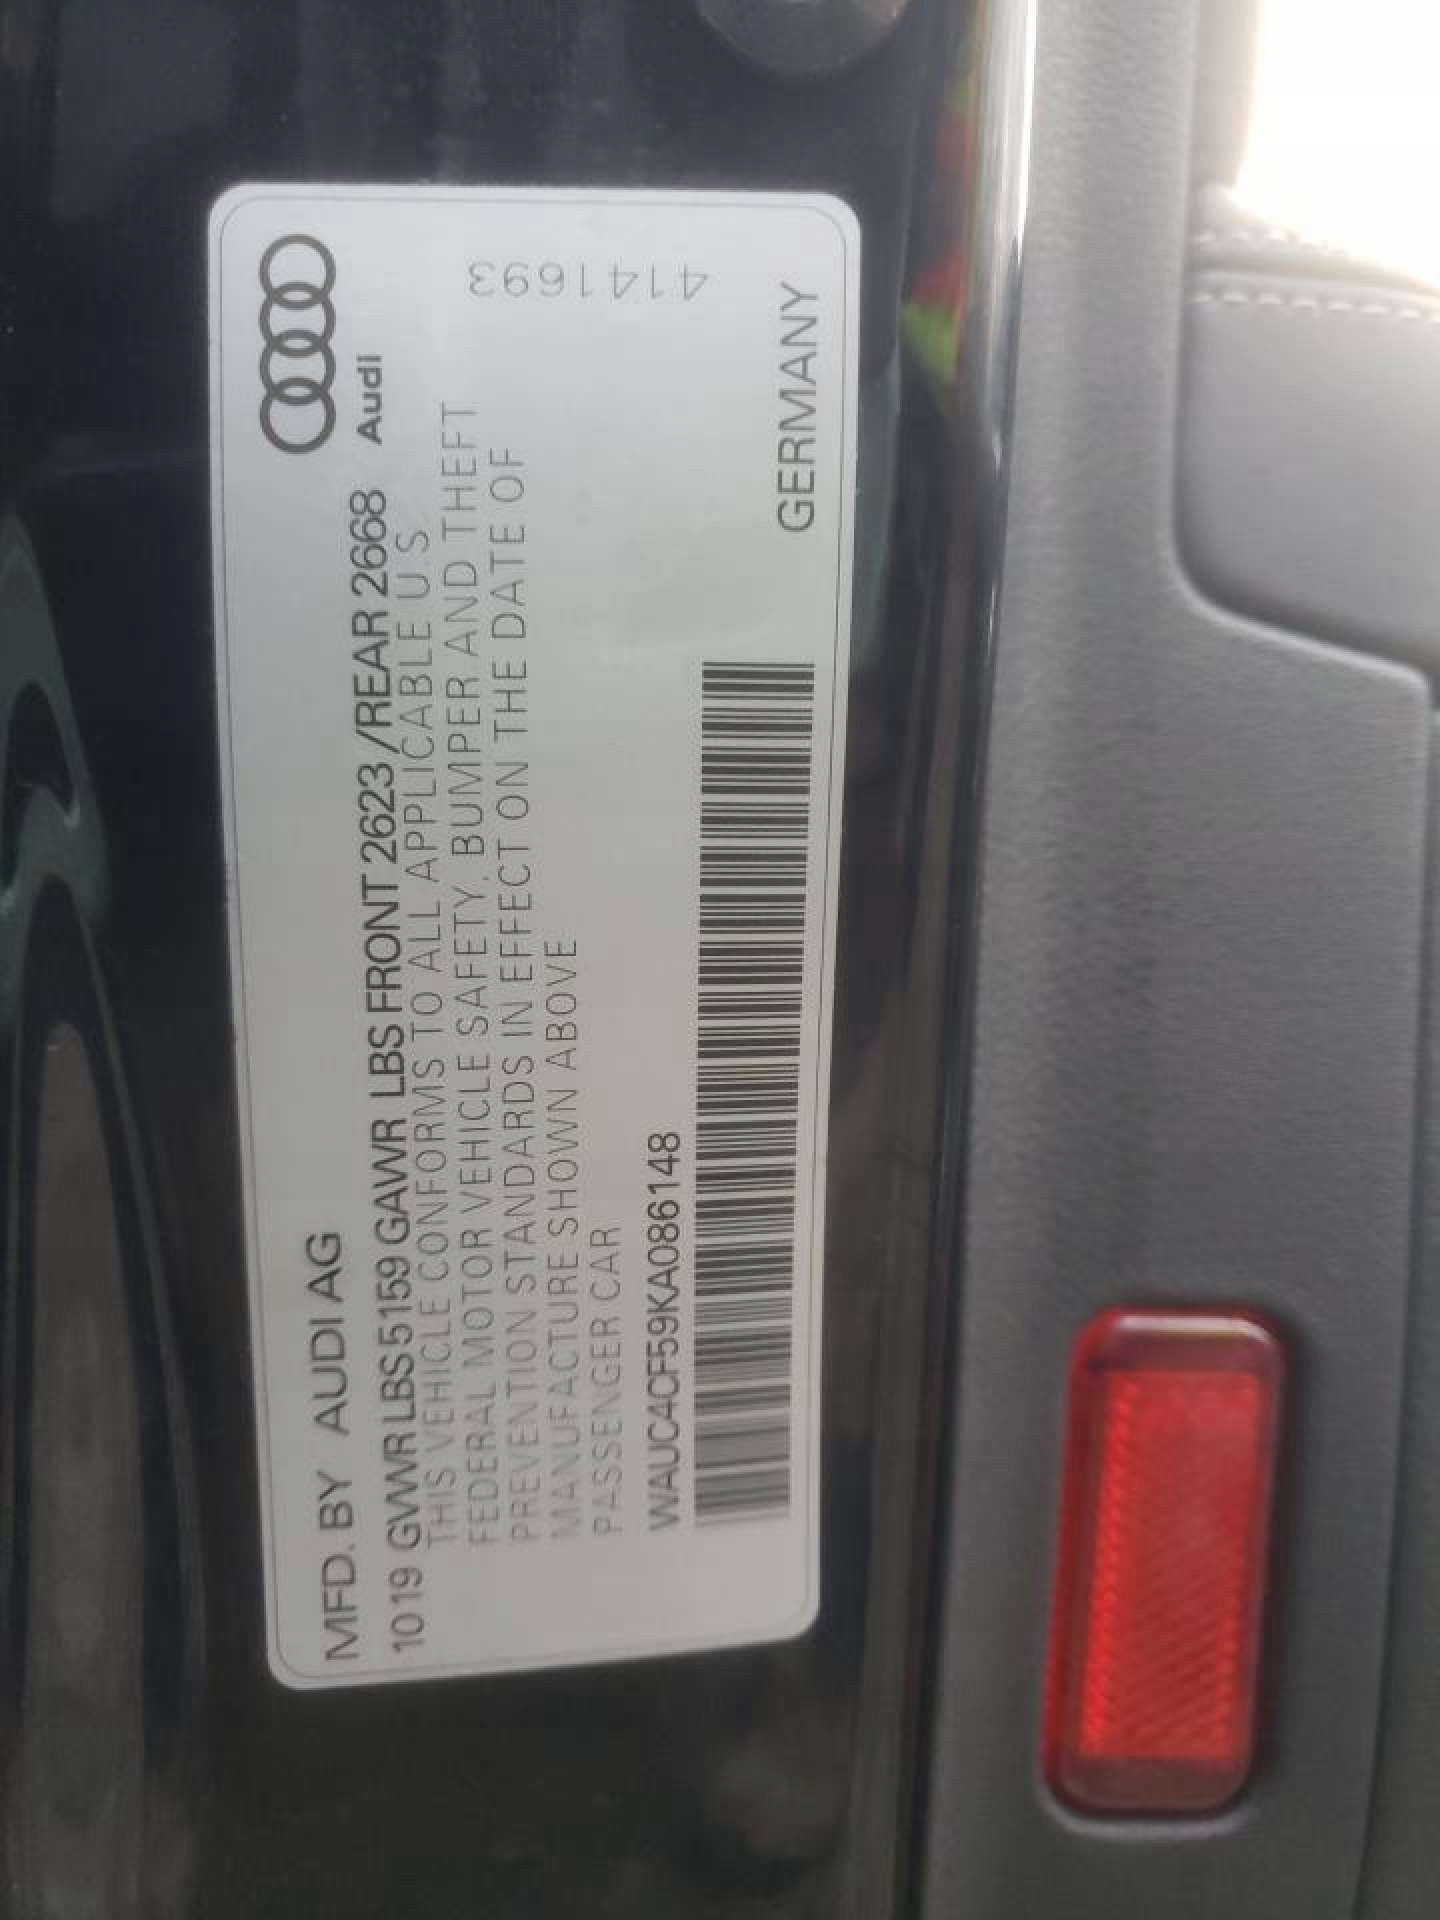 MFD. BY AUDI AG
Audi
10 19 GVWR LBS 5159 GAWR LBS FRONT 2623 /REAR 2668
THIS VEHICLE CONFORMS TO ALL APPLICABLE U S
FEDERAL MOTOR VEHICLE SAFETY, BUMPER AND THEFT
PREVENTION STANDARDS IN EFFECT ON THE DATE OF
MANUFACTURE SHOWN ABOVE
PASSENGER CAR
4141693
WAUC4CF59KA086148
GERMANY